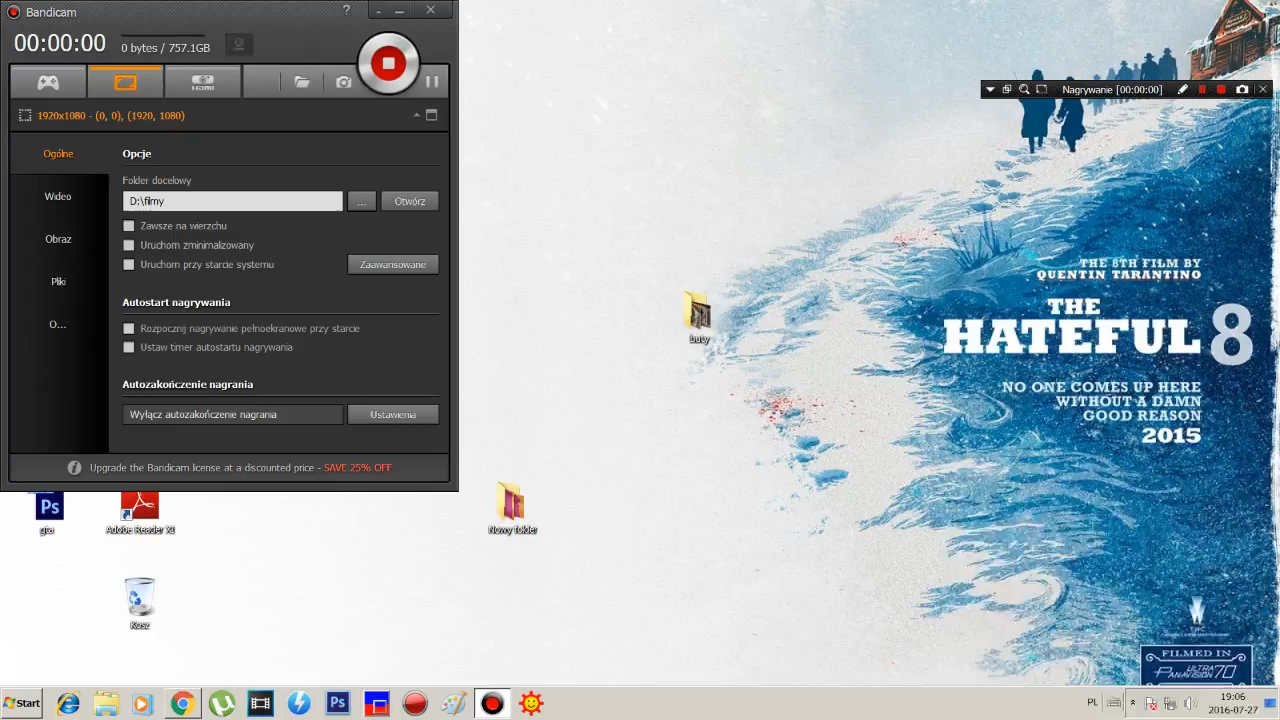 Bandicam
?
00:00:00
0 bytes / 757.1GB
HDMI
1920x1080 - (0, 0), (1920, 1080)
Ogólne
Wideo
Obraz
Pliki
O...
Opcje
Folder docelowy
D:\filmy
...
Otwórz
Zawsze na wierzchu
Uruchom zminimalizowany
Uruchom przy starcie systemu
Zaawansowane
Autostart nagrywania
Rozpocznij nagrywanie pełnoekranowe przy starcie
Ustaw timer autostartu nagrywania
Autozakończenie nagrania
Wyłącz autozakończenie nagrania
Ustawienia
Upgrade the Bandicam license at a discounted price - SAVE 25% OFF
Nagrywanie [00:00:00]
THE 8TH FILM BY
QUENTIN TARANTINO
THE
HATEFUL 8
NO ONE COMES UP HERE
WITHOUT A DAMN
GOOD REASON
2015
FILMED IN
ULTRA
PANAVISION 70
buty
Nowy folder
Ps
gta
Adobe Reader XI
Kosz
Start
Ps
PL
19:06
2016-07-27